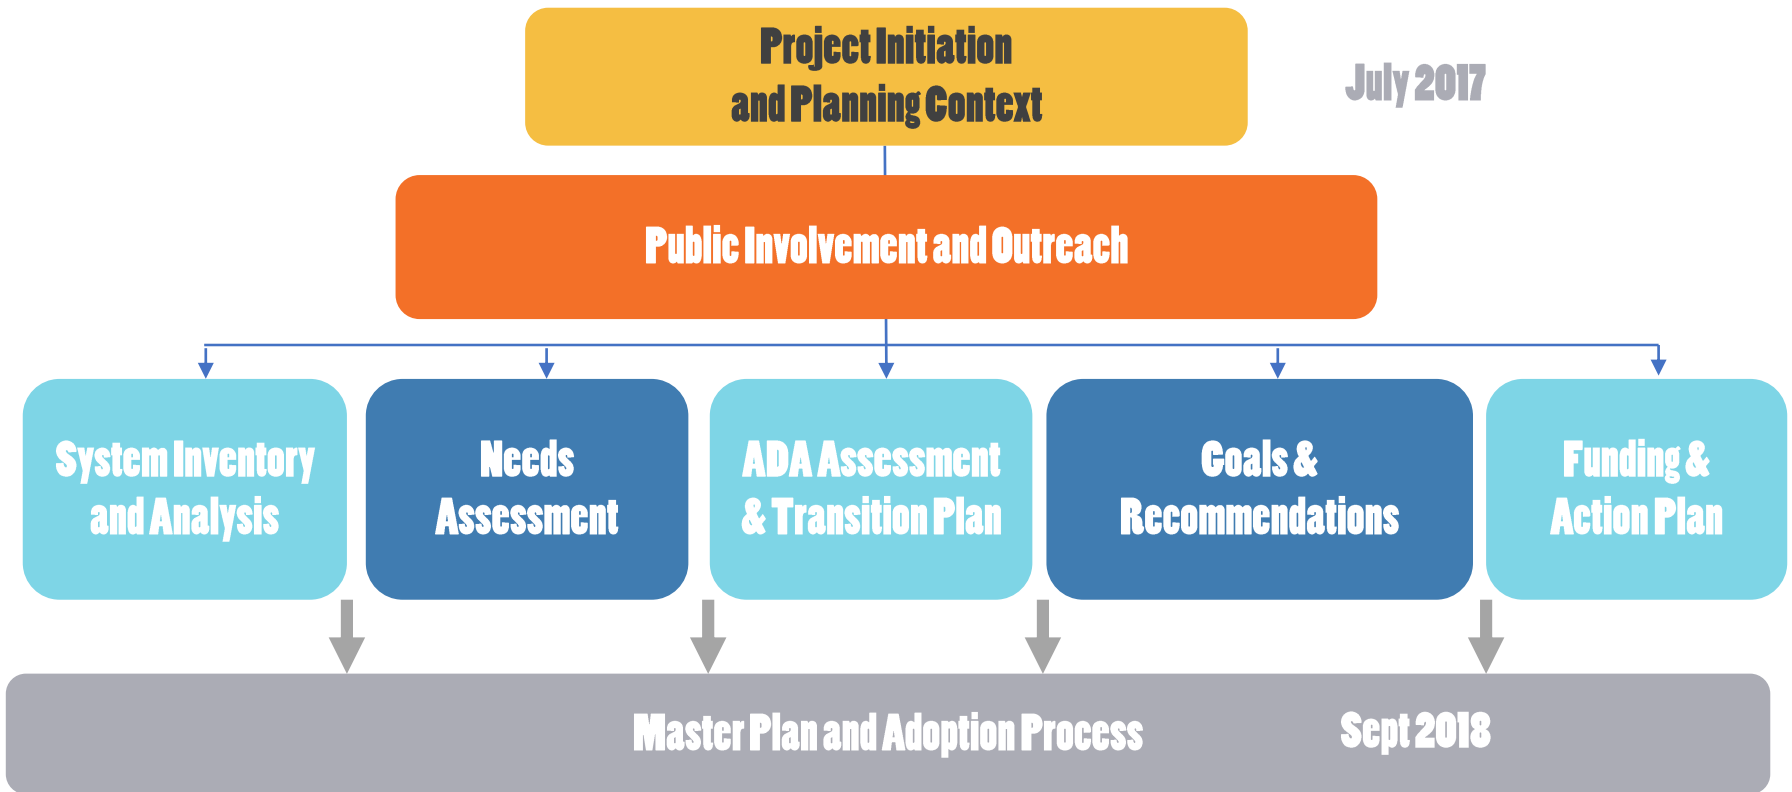 Project Initiation
and Planning Context
July 2017
Public Involvement and Outreach
System Inventory
and Analysis
Needs
Assessment
ADA Assessment
& Transition Plan
Goals &
Recommendations
Funding &
Action Plan
Master Plan and Adoption Process
Sept 2018